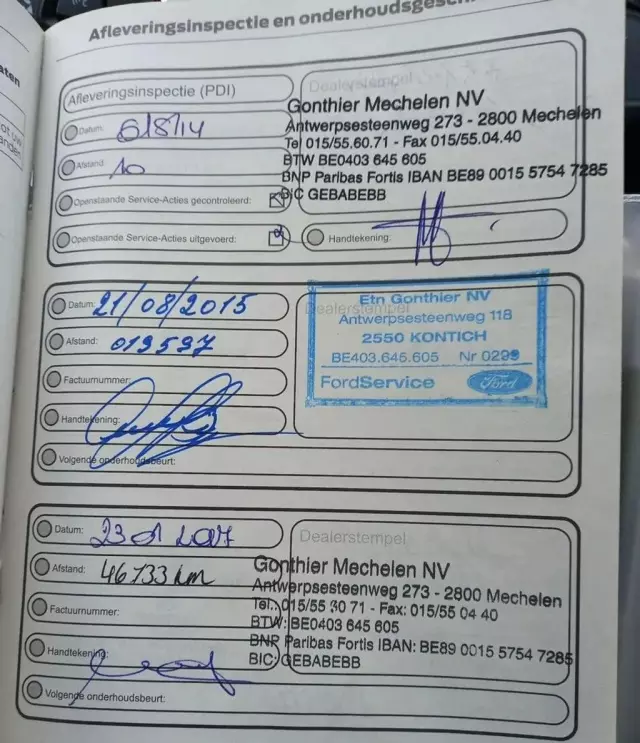 Afleveringsinspectie en onderhoudsges
Afleveringsinspectie (PDI)
Dealerstempel
Gonthier Mechelen NV
Antwerpsesteenweg 273 - 2800 Mechelen
Tel 015/55.60.71 - Fax 015/55.04.40
BTW BE0403 645 605
BNP Paribas Fortis IBAN BE89 0015 5754 7285
BIC GEBABEBB
Datum: 6/8/14
Afstand: 10
Openstaande Service-Acties gecontroleerd:
Openstaande Service-Acties uitgevoerd:
Handtekening:
Datum: 21/08/2015
Afstand: 019597
Factuurnummer:
Handtekening:
Volgende onderhoudsbeurt:
Dealerstempel
Etn Gonthier NV
Antwerpsesteenweg 118
2550 KONTICH
BE403.645.605 Nr 0299
FordService
Ford
Datum: 23 01 2017
Afstand: 46733 km
Factuurnummer:
Handtekening:
Volgende onderhoudsbeurt:
Dealerstempel
Gonthier Mechelen NV
Antwerpsesteenweg 273 - 2800 Mechelen
Tel.: 015/55 60 71 - Fax: 015/55 04 40
BTW: BE0403 645 605
BNP Paribas Fortis IBAN: BE89 0015 5754 7285
BIC: GEBABEBB